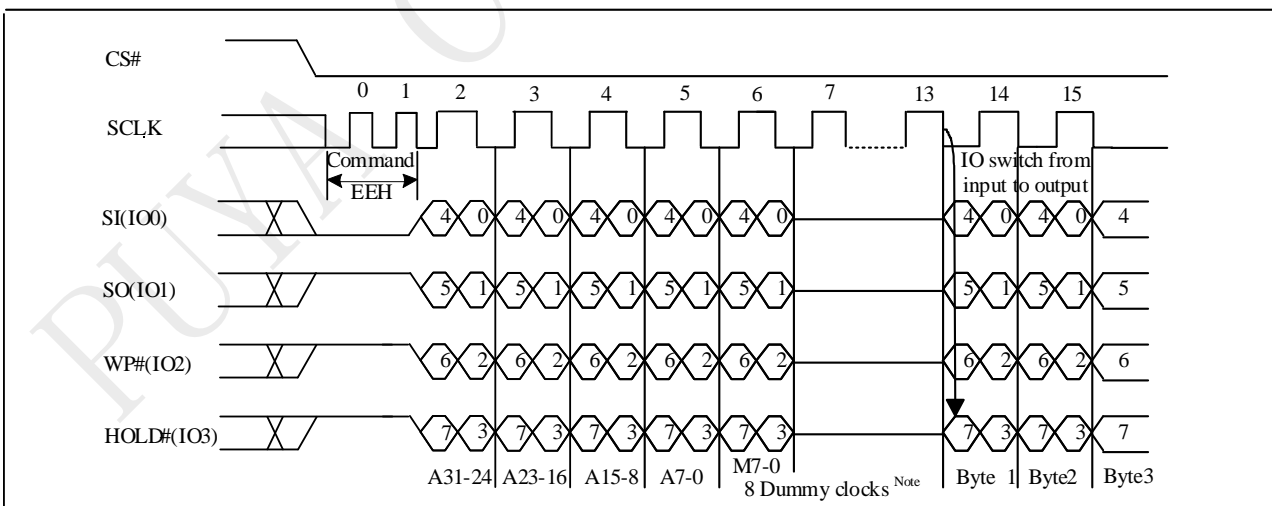 PUYA
CS#
0 1 2 3 4 5 6 7 13 14 15
SCLK
Command
EEH
IO switch from
input to output
SI(IO0) 4 0 4 0 4 0 4 0 4 0 4 0 4 0 4
SO(IO1) 5 1 5 1 5 1 5 1 5 1 5 1 5 1 5
WP#(IO2) 6 2 6 2 6 2 6 2 6 2 6 2 6 2 6
HOLD#(IO3) 7 3 7 3 7 3 7 3 7 3 7 3 7 3 7
A31-24 A23-16 A15-8 A7-0 M7-0 Byte 1 Byte2 Byte3
8 Dummy clocks Note